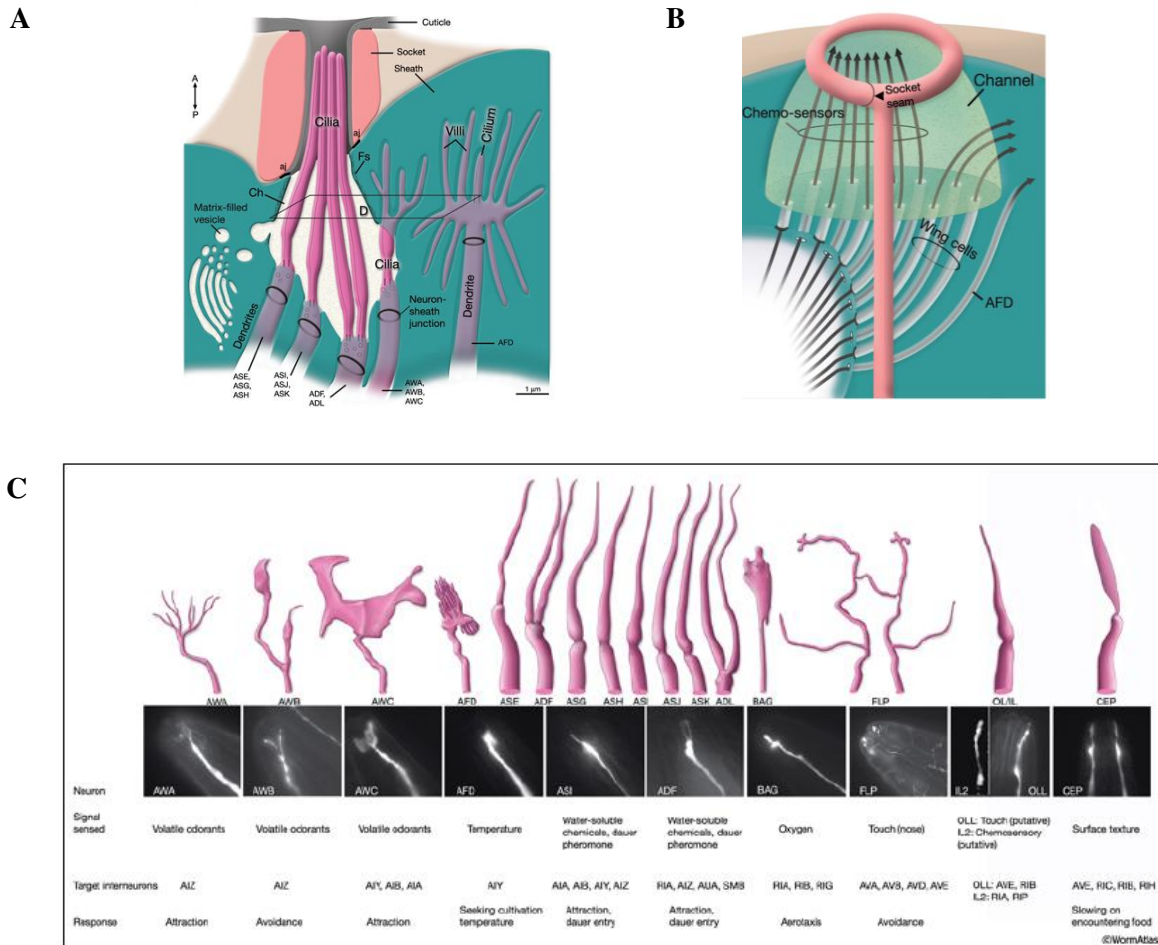 A
Cuticle
Socket
Sheath
A
P
Cilia
Villi
Cilium
aj
aj
Fs
Ch
D
Matrix-filled
vesicle
Cilia
Dendrites
Neuron-
sheath
junction
Dendrite
AFD
ASE,
ASG,
ASH
ASI,
ASJ,
ASK
ADF,
ADL
AWA,
AWB,
AWC
1 µm
B
Socket
seam
Channel
Chemo-sensors
Wing cells
AFD
C
AWA AWB AWC AFD ASE ADF ASG ASH ASI ASJ ASK ADL BAG FLP OL/IL CEP
Neuron AWA AWB AWC AFD ASI ADF BAG FLP IL2 OLL CEP
Signal sensed
Volatile odorants
Volatile odorants
Volatile odorants
Temperature
Water-soluble chemicals, dauer pheromone
Water-soluble chemicals, dauer pheromone
Oxygen
Touch (nose)
OLL: Touch (putative)
IL2: Chemosensory (putative)
Surface texture
Target interneurons
AIZ
AIZ
AIY, AIB, AIA
AIY
AIA, AIB, AIY, AIZ
RIA, AIZ, AUA, SMB
RIA, RIB, RIG
AVA, AVB, AVD, AVE
OLL: AVE, RIB
IL2: RIA, RIP
AVE, RIC, RIB, RIH
Response
Attraction
Avoidance
Attraction
Seeking cultivation temperature
Attraction, dauer entry
Attraction, dauer entry
Aerotaxis
Avoidance
Slowing on encountering food
©WormAtlas